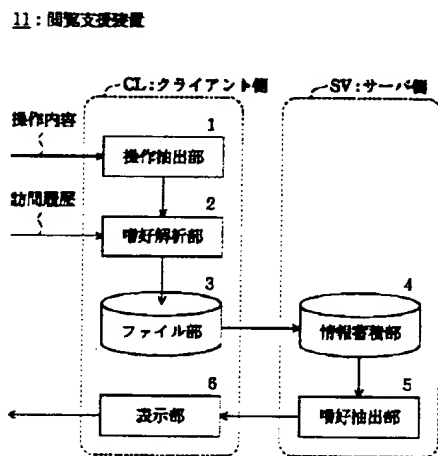 11：閲覧支援装置
CL：クライアント側
SV：サーバ側
操作内容
1
操作抽出部
訪問履歴
2
嗜好解析部
3
ファイル部
4
情報蓄積部
5
嗜好抽出部
6
表示部